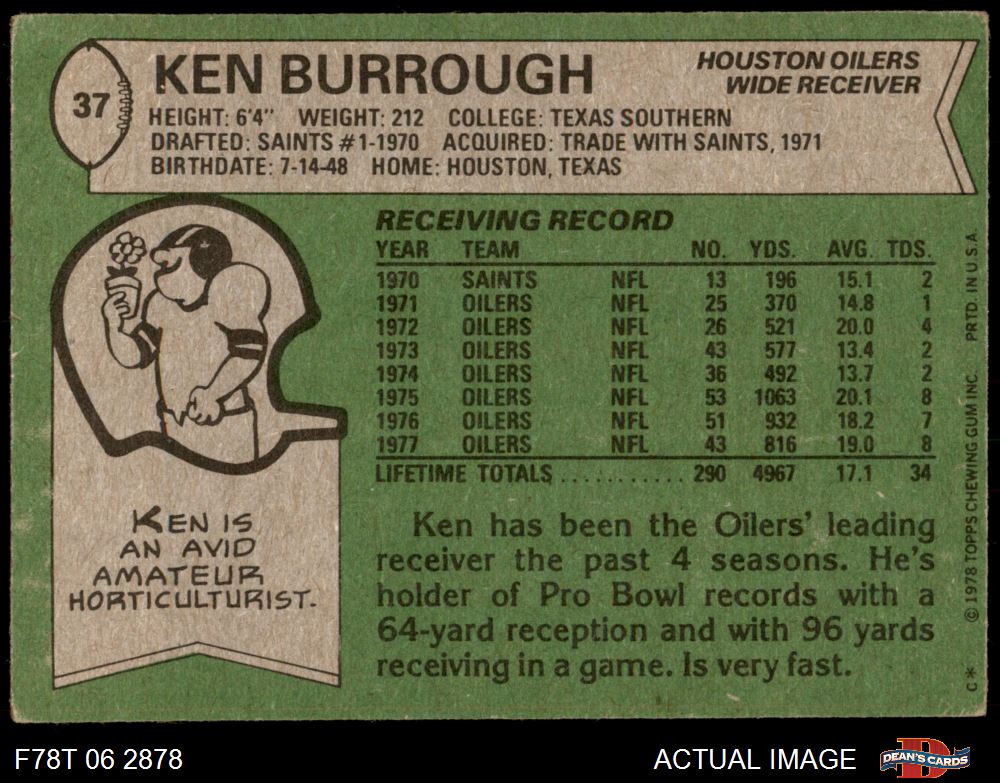 37
KEN BURROUGH
HOUSTON OILERS
WIDE RECEIVER
HEIGHT: 6'4" WEIGHT: 212 COLLEGE: TEXAS SOUTHERN
DRAFTED: SAINTS #1-1970 ACQUIRED: TRADE WITH SAINTS, 1971
BIRTHDATE: 7-14-48 HOME: HOUSTON, TEXAS
RECEIVING RECORD
YEAR TEAM NO. YDS. AVG. TDS.
1970 SAINTS NFL 13 196 15.1 2
1971 OILERS NFL 25 370 14.8 1
1972 OILERS NFL 26 521 20.0 4
1973 OILERS NFL 43 577 13.4 2
1974 OILERS NFL 36 492 13.7 2
1975 OILERS NFL 53 1063 20.1 8
1976 OILERS NFL 51 932 18.2 7
1977 OILERS NFL 43 816 19.0 8
LIFETIME TOTALS ........... 290 4967 17.1 34
KEN IS
AN AVID
AMATEUR
HORTICULTURIST.
Ken has been the Oilers' leading
receiver the past 4 seasons. He's
holder of Pro Bowl records with a
64-yard reception and with 96 yards
receiving in a game. Is very fast.
C* © 1978 TOPPS CHEWING GUM INC. PRTD. IN U.S.A.
F78T 06 2878
ACTUAL IMAGE
DEAN'S CARDS